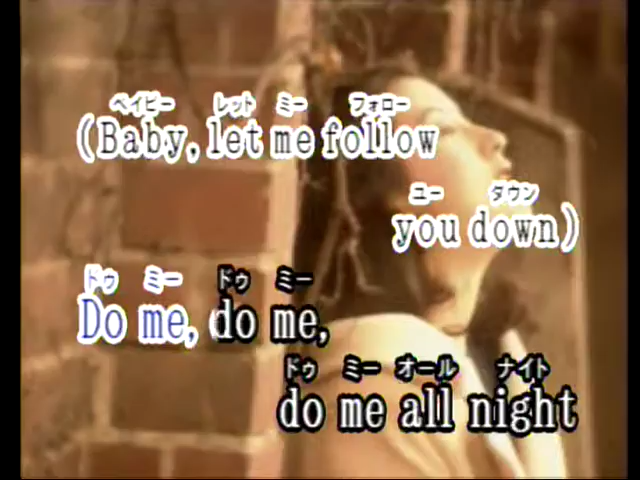 ベイビー レット ミー フォロー
(Baby, let me follow
ユー ダウン
you down)
ドゥ ミー ドゥ ミー
Do me, do me,
ドゥ ミー オール ナイト
do me all night